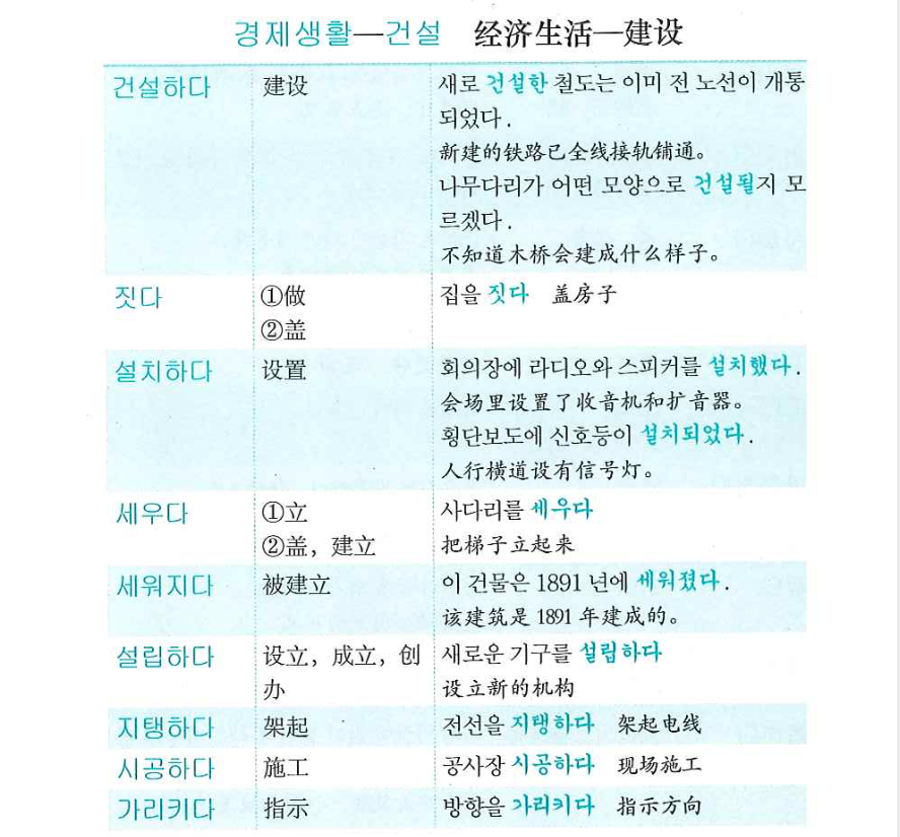 경제생활—건설 经济生活—建设
건설하다 建设 새로 건설한 철도는 이미 전 노선이 개통
되었다.
新建的铁路已全线接轨铺通。
나무다리가 어떤 모양으로 건설될지 모
르겠다.
不知道木桥会建成什么样子。
짓다 ①做 집을 짓다 盖房子
②盖
설치하다 设置 회의장에 라디오와 스피커를 설치했다.
会场里设置了收音机和扩音器。
횡단보도에 신호등이 설치되었다.
人行横道设有信号灯。
세우다 ①立 사다리를 세우다
②盖，建立 把梯子立起来
세워지다 被建立 이 건물은 1891년에 세워졌다.
该建筑是 1891 年建成的。
설립하다 设立，成立，创 새로운 기구를 설립하다
办 设立新的机构
지탱하다 架起 전선을 지탱하다 架起电线
시공하다 施工 공사장 시공하다 现场施工
가리키다 指示 방향을 가리키다 指示方向